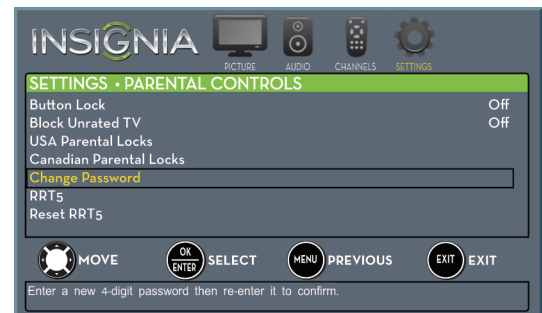 INSIGNIA
PICTURE AUDIO CHANNELS SETTINGS
SETTINGS • PARENTAL CONTROLS
Button Lock Off
Block Unrated TV Off
USA Parental Locks
Canadian Parental Locks
Change Password
RRT5
Reset RRT5
MOVE OK ENTER SELECT MENU PREVIOUS EXIT EXIT
Enter a new 4-digit password then re-enter it to confirm.